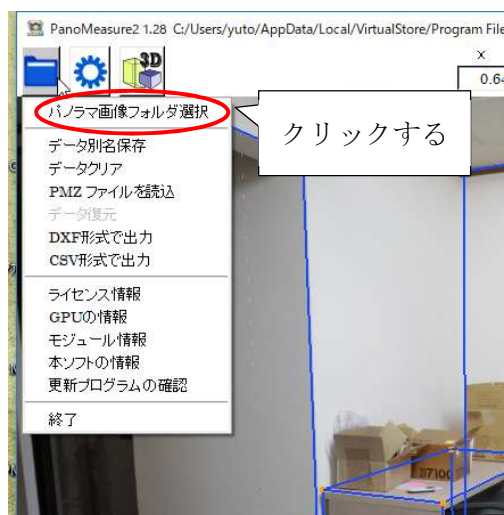 PanoMeasure2 1.28 C:/Users/yuto/AppData/Local/VirtualStore/Program File
3D
x
0.64
パノラマ画像フォルダ選択
クリックする
データ別名保存
データクリア
PMZ ファイルを読込
データ復元
DXF形式で出力
CSV形式で出力
ライセンス情報
GPUの情報
モジュール情報
本ソフトの情報
更新プログラムの確認
終了